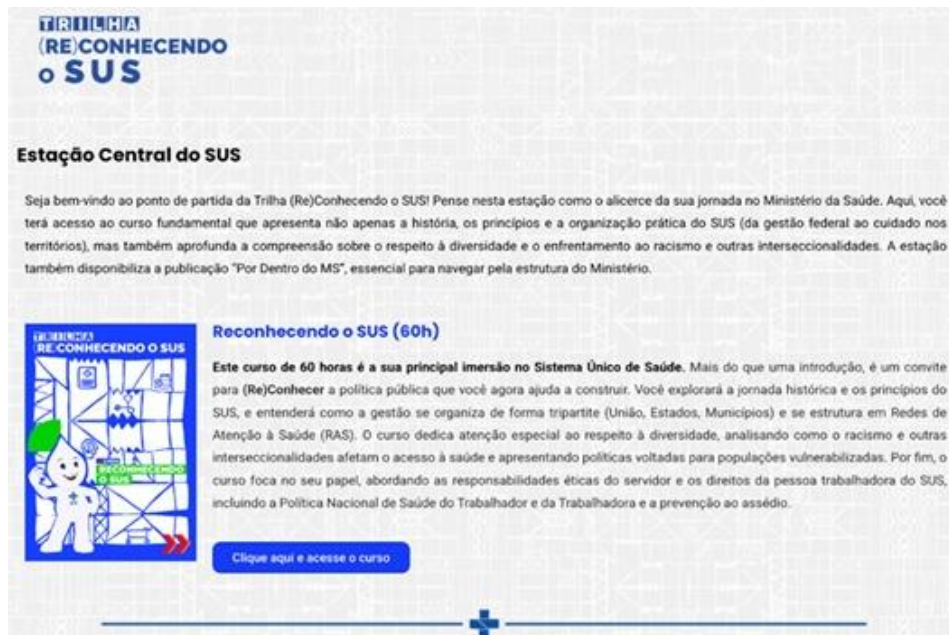 TRILHA
(RE)CONHECENDO
O SUS
Estação Central do SUS
Seja bem-vindo ao ponto de partida da Trilha (Re)Conhecendo o SUS! Pense nesta estação como o alicerce da sua jornada no Ministério da Saúde. Aqui, você
terá acesso ao curso fundamental que apresenta não apenas a história, os princípios e a organização prática do SUS (da gestão federal ao cuidado nos
territórios), mas também aprofunda a compreensão sobre o respeito à diversidade e o enfrentamento ao racismo e outras interseccionalidades. A estação
também disponibiliza a publicação "Por Dentro do MS", essencial para navegar pela estrutura do Ministério.
TRILHA
(RE)CONHECENDO O SUS
RECONHECENDO
O SUS
Reconhecendo o SUS (60h)
Este curso de 60 horas é a sua principal imersão no Sistema Único de Saúde. Mais do que uma introdução, é um convite
para (Re)Conhecer a política pública que você agora ajuda a construir. Você explorará a jornada histórica e os princípios do
SUS, e entenderá como a gestão se organiza de forma tripartite (União, Estados, Municípios) e se estrutura em Redes de
Atenção à Saúde (RAS). O curso dedica atenção especial ao respeito à diversidade, analisando como o racismo e outras
interseccionalidades afetam o acesso à saúde e apresentando políticas voltadas para populações vulnerabilizadas. Por fim, o
curso foca no seu papel, abordando as responsabilidades éticas do servidor e os direitos da pessoa trabalhadora do SUS,
incluindo a Política Nacional de Saúde do Trabalhador e da Trabalhadora e a prevenção ao assédio.
Clique aqui e acesse o curso